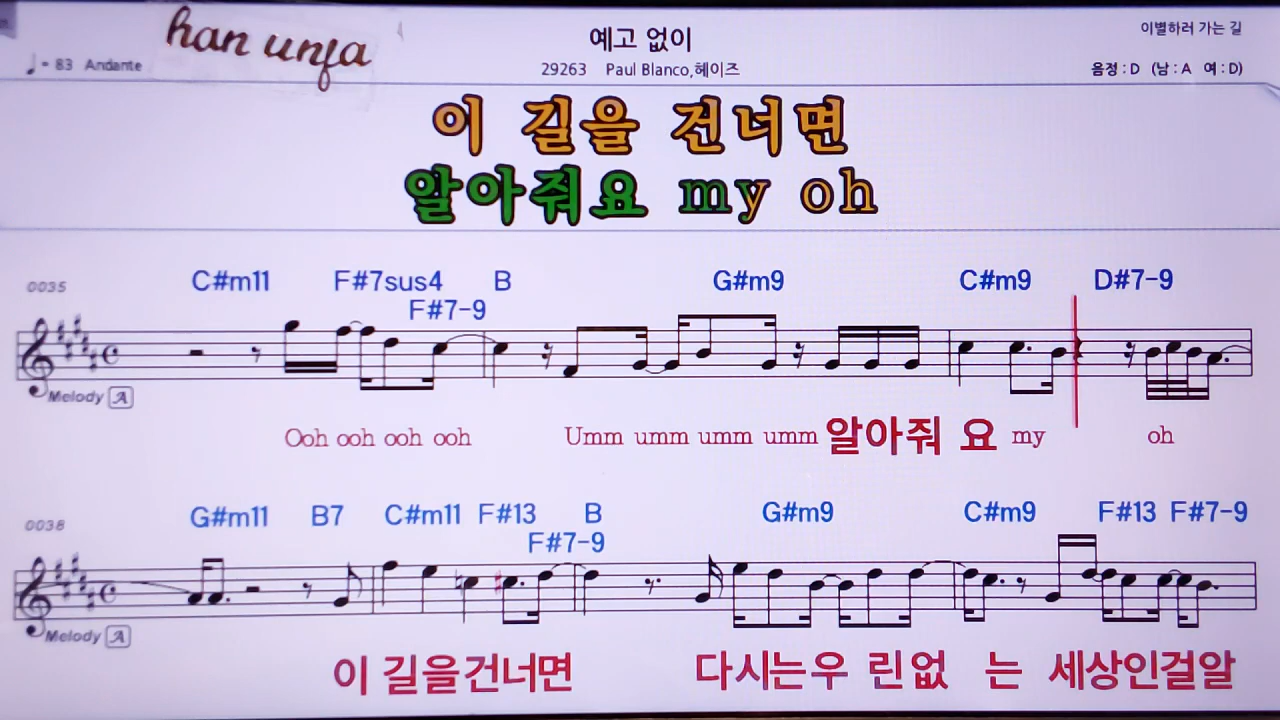 han unfa
예고 없이
이별하러 가는 길
♩= 83 Andante
29263 Paul Blanco,헤이즈
음정 : D (남 : A 여 : D)
이 길을 건너면
알아줘요 my oh
0035 C#m11 F#7sus4 B G#m9 C#m9 D#7-9
F#7-9
Melody A
Ooh ooh ooh ooh Umm umm umm umm 알아줘 요 my oh
0038 G#m11 B7 C#m11 F#13 B G#m9 C#m9 F#13 F#7-9
F#7-9
Melody A
이 길을건너면 다시는우 린없 는 세상인걸알